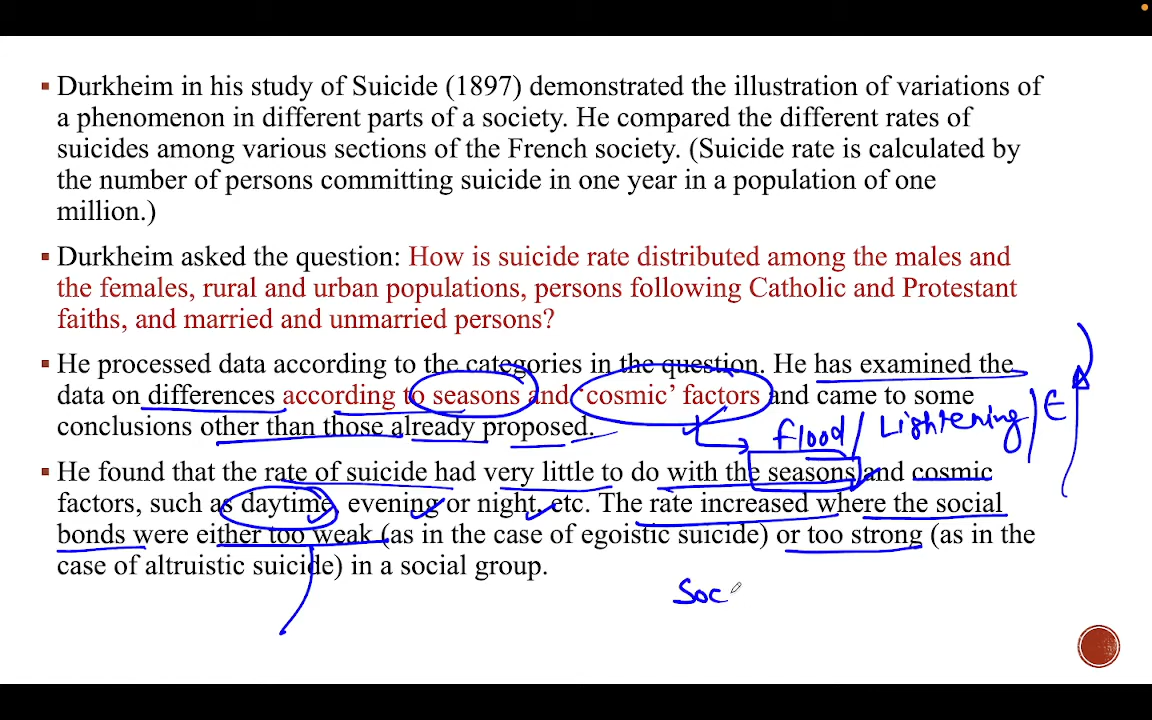 ▪ Durkheim in his study of Suicide (1897) demonstrated the illustration of variations of
a phenomenon in different parts of a society. He compared the different rates of
suicides among various sections of the French society. (Suicide rate is calculated by
the number of persons committing suicide in one year in a population of one
million.)
▪ Durkheim asked the question: How is suicide rate distributed among the males and
the females, rural and urban populations, persons following Catholic and Protestant
faiths, and married and unmarried persons?
▪ He processed data according to the categories in the question. He has examined the
data on differences according to seasons and 'cosmic' factors and came to some
conclusions other than those already proposed.
flood / Lightering / E
▪ He found that the rate of suicide had very little to do with the seasons and cosmic
factors, such as daytime, evening or night, etc. The rate increased where the social
bonds were either too weak (as in the case of egoistic suicide) or too strong (as in the
case of altruistic suicide) in a social group.
Soc